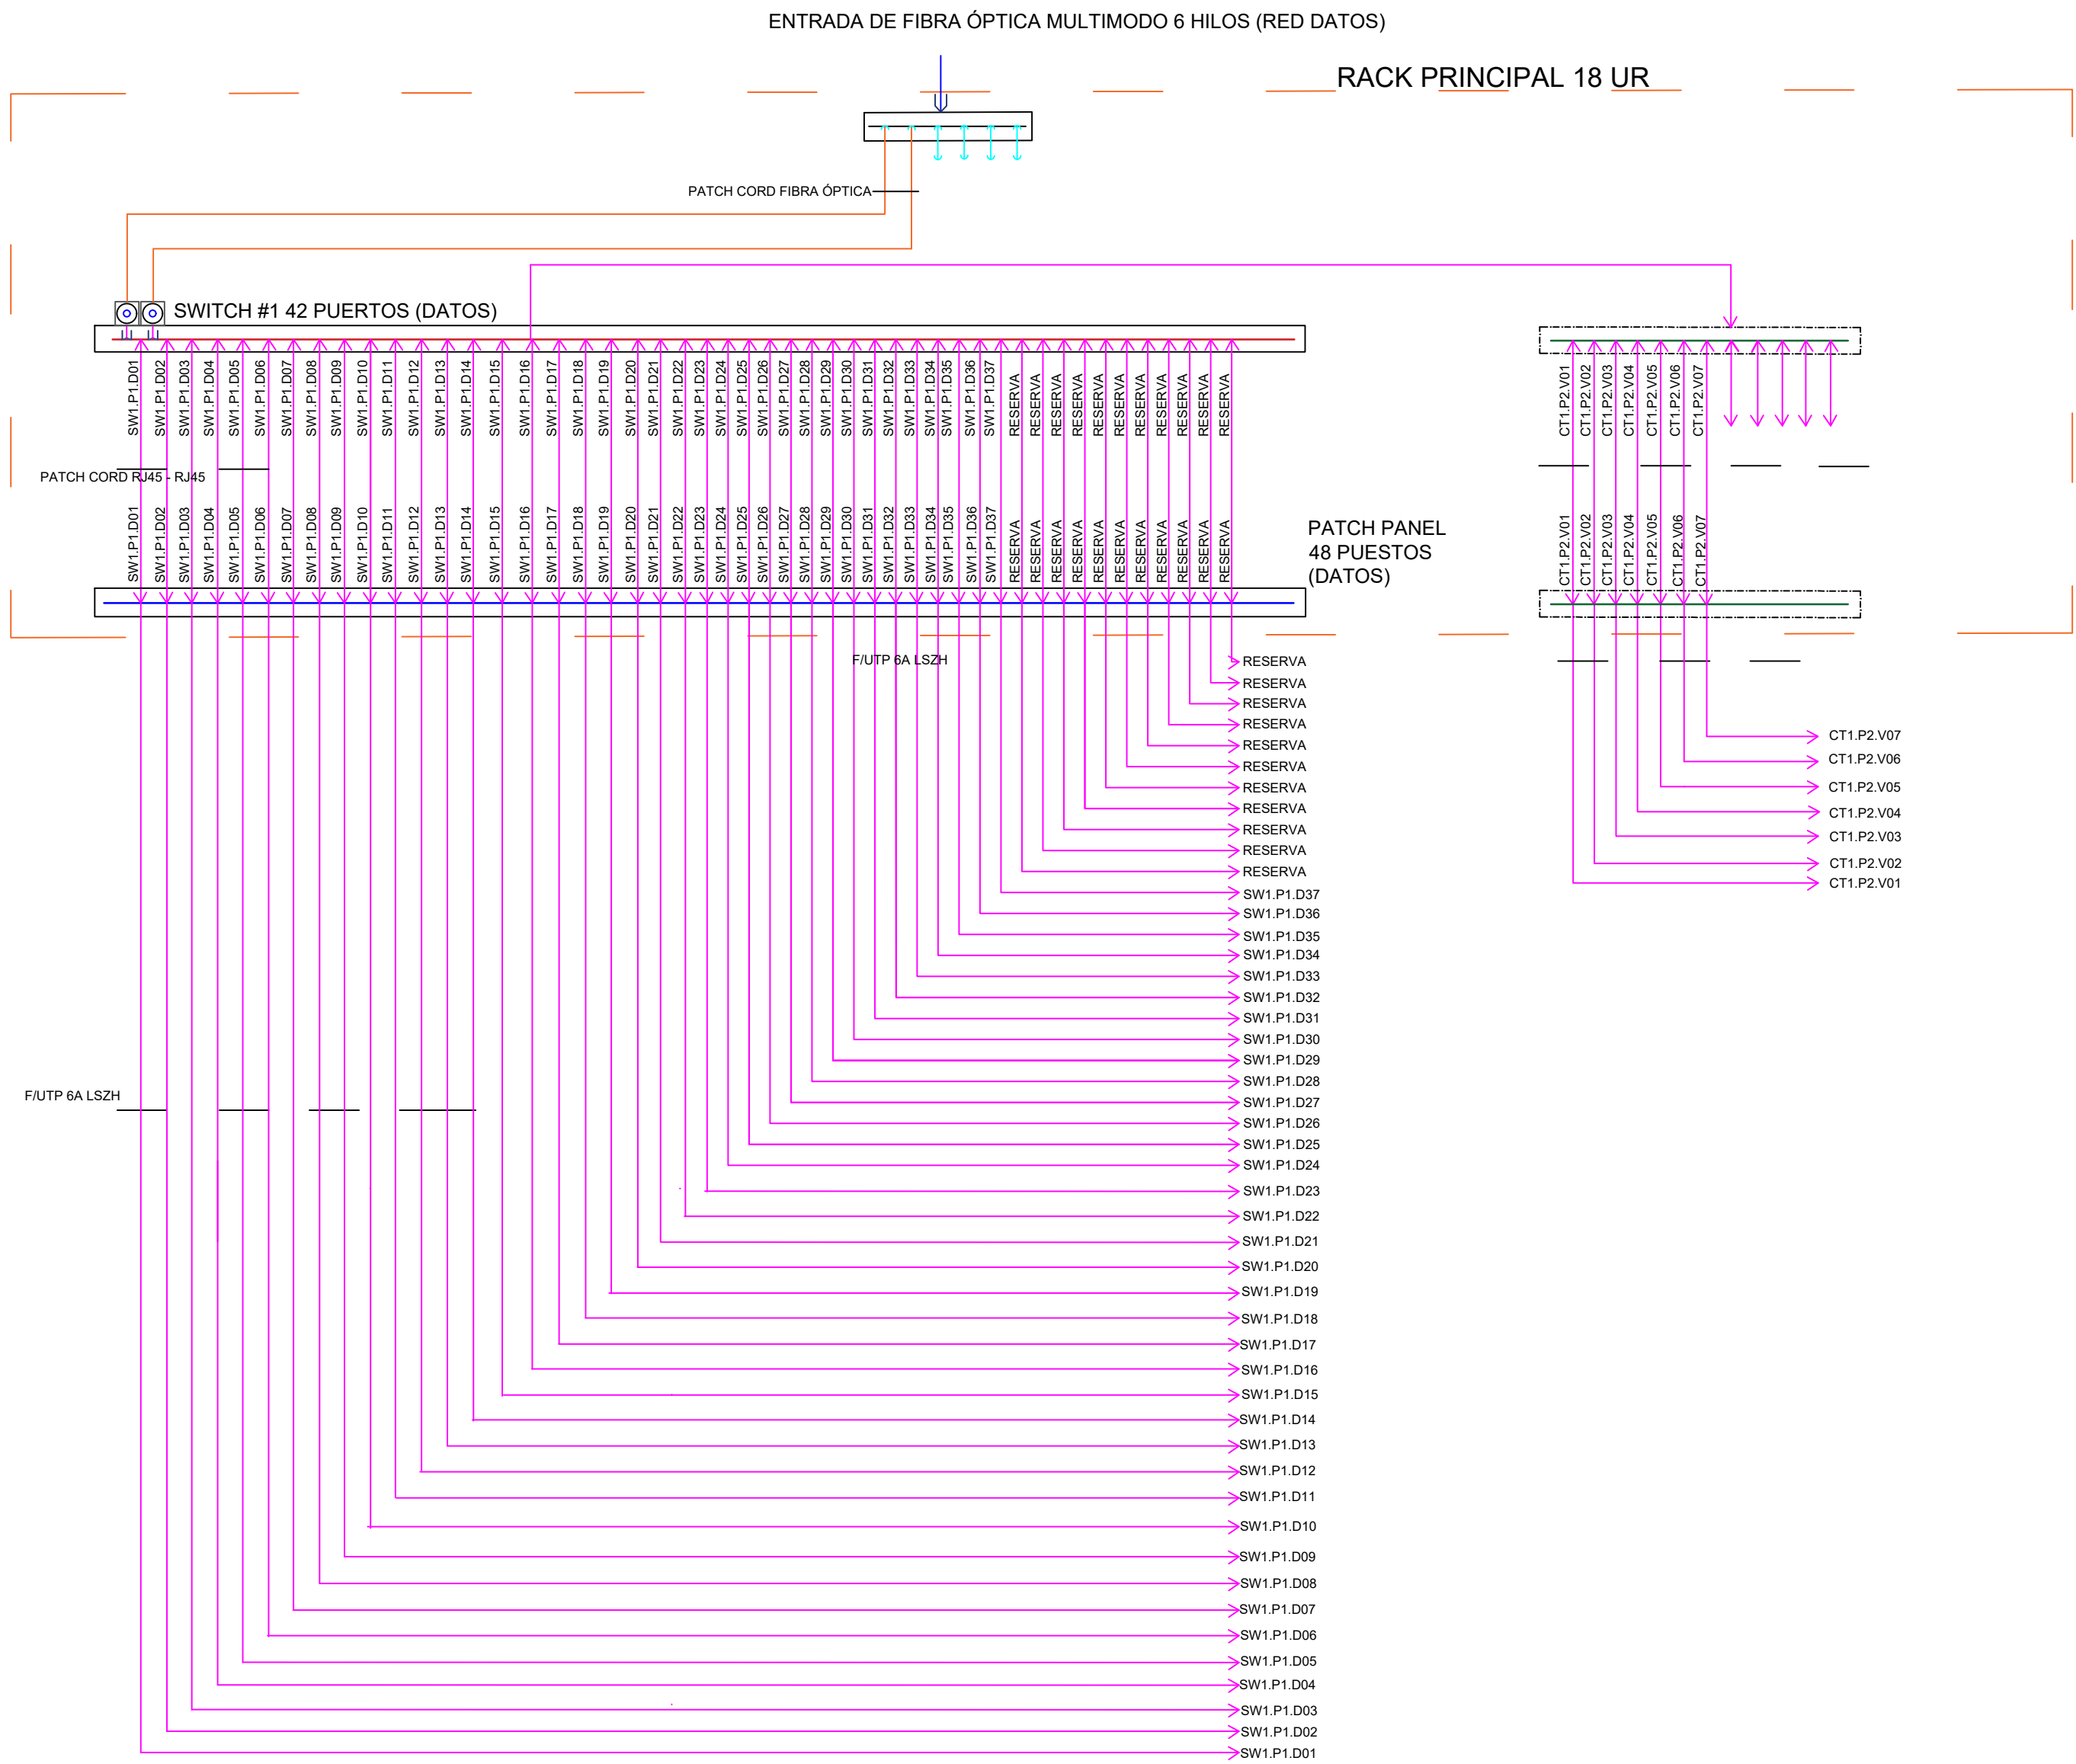 ENTRADA DE FIBRA ÓPTICA MULTIMODO 6 HILOS (RED DATOS)
RACK PRINCIPAL 18 UR
PATCH CORD FIBRA ÓPTICA
SWITCH #1 42 PUERTOS (DATOS)
SW1.P1.D01
SW1.P1.D02
SW1.P1.D03
SW1.P1.D04
SW1.P1.D05
SW1.P1.D06
SW1.P1.D07
SW1.P1.D08
SW1.P1.D09
SW1.P1.D10
SW1.P1.D11
SW1.P1.D12
SW1.P1.D13
SW1.P1.D14
SW1.P1.D15
SW1.P1.D16
SW1.P1.D17
SW1.P1.D18
SW1.P1.D19
SW1.P1.D20
SW1.P1.D21
SW1.P1.D22
SW1.P1.D23
SW1.P1.D24
SW1.P1.D25
SW1.P1.D26
SW1.P1.D27
SW1.P1.D28
SW1.P1.D29
SW1.P1.D30
SW1.P1.D31
SW1.P1.D32
SW1.P1.D33
SW1.P1.D34
SW1.P1.D35
SW1.P1.D36
SW1.P1.D37
RESERVA
RESERVA
RESERVA
RESERVA
RESERVA
RESERVA
RESERVA
RESERVA
RESERVA
RESERVA
RESERVA
CT1.P2.V01
CT1.P2.V02
CT1.P2.V03
CT1.P2.V04
CT1.P2.V05
CT1.P2.V06
CT1.P2.V07
PATCH CORD RJ45 - RJ45
SW1.P1.D01
SW1.P1.D02
SW1.P1.D03
SW1.P1.D04
SW1.P1.D05
SW1.P1.D06
SW1.P1.D07
SW1.P1.D08
SW1.P1.D09
SW1.P1.D10
SW1.P1.D11
SW1.P1.D12
SW1.P1.D13
SW1.P1.D14
SW1.P1.D15
SW1.P1.D16
SW1.P1.D17
SW1.P1.D18
SW1.P1.D19
SW1.P1.D20
SW1.P1.D21
SW1.P1.D22
SW1.P1.D23
SW1.P1.D24
SW1.P1.D25
SW1.P1.D26
SW1.P1.D27
SW1.P1.D28
SW1.P1.D29
SW1.P1.D30
SW1.P1.D31
SW1.P1.D32
SW1.P1.D33
SW1.P1.D34
SW1.P1.D35
SW1.P1.D36
SW1.P1.D37
RESERVA
RESERVA
RESERVA
RESERVA
RESERVA
RESERVA
RESERVA
RESERVA
RESERVA
RESERVA
RESERVA
PATCH PANEL
48 PUESTOS
(DATOS)
CT1.P2.V01
CT1.P2.V02
CT1.P2.V03
CT1.P2.V04
CT1.P2.V05
CT1.P2.V06
CT1.P2.V07
F/UTP 6A LSZH
RESERVA
RESERVA
RESERVA
RESERVA
RESERVA
RESERVA
RESERVA
RESERVA
RESERVA
RESERVA
RESERVA
SW1.P1.D37
SW1.P1.D36
SW1.P1.D35
SW1.P1.D34
SW1.P1.D33
SW1.P1.D32
SW1.P1.D31
SW1.P1.D30
SW1.P1.D29
SW1.P1.D28
SW1.P1.D27
SW1.P1.D26
SW1.P1.D25
SW1.P1.D24
SW1.P1.D23
SW1.P1.D22
SW1.P1.D21
SW1.P1.D20
SW1.P1.D19
SW1.P1.D18
SW1.P1.D17
SW1.P1.D16
SW1.P1.D15
SW1.P1.D14
SW1.P1.D13
SW1.P1.D12
SW1.P1.D11
SW1.P1.D10
SW1.P1.D09
SW1.P1.D08
SW1.P1.D07
SW1.P1.D06
SW1.P1.D05
SW1.P1.D04
SW1.P1.D03
SW1.P1.D02
SW1.P1.D01
CT1.P2.V07
CT1.P2.V06
CT1.P2.V05
CT1.P2.V04
CT1.P2.V03
CT1.P2.V02
CT1.P2.V01
F/UTP 6A LSZH